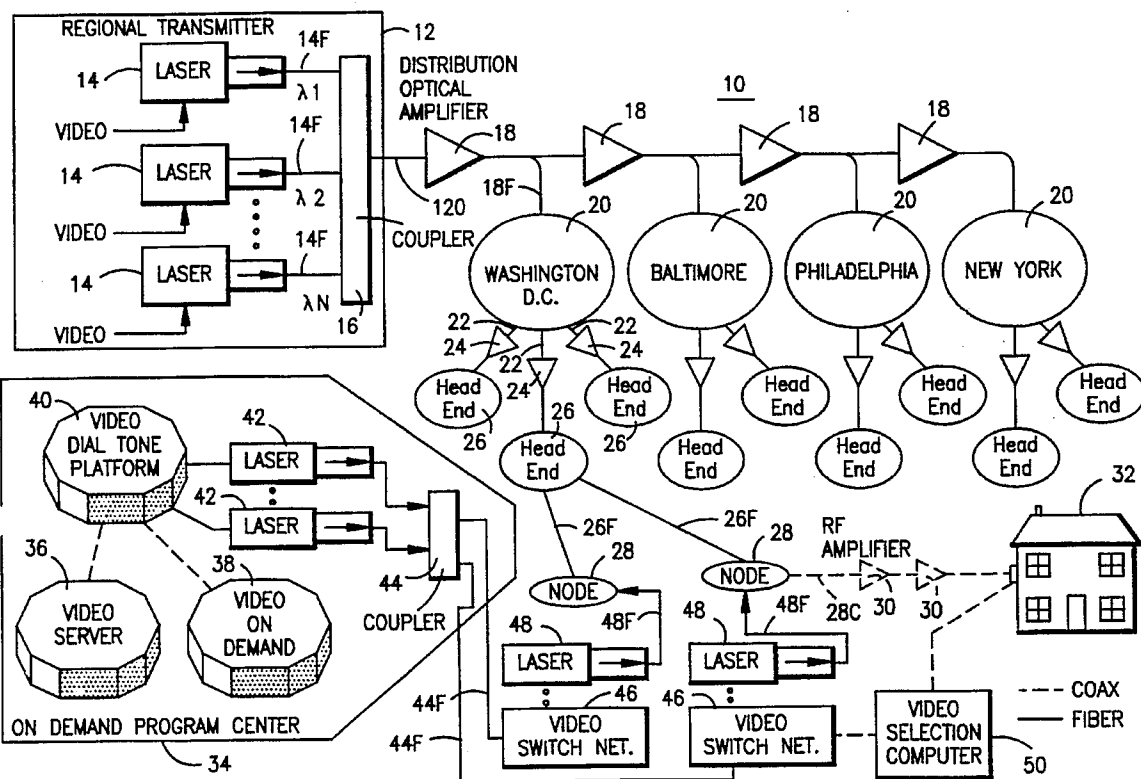 REGIONAL TRANSMITTER
12
14
LASER
14F
λ1
VIDEO
14
LASER
14F
λ2
VIDEO
14
LASER
14F
λN
VIDEO
16
COUPLER
DISTRIBUTION
OPTICAL
AMPLIFIER
120
10
18
18
18
18
18F
20
20
20
20
WASHINGTON
D.C.
BALTIMORE
PHILADELPHIA
NEW YORK
22
22
22
24
24
24
Head
End
26
Head
End
26
Head
End
26
Head
End
Head
End
Head
End
Head
End
Head
End
Head
End
40
VIDEO
DIAL TONE
PLATFORM
42
LASER
42
LASER
44
COUPLER
36
VIDEO
SERVER
38
VIDEO
ON
DEMAND
ON DEMAND PROGRAM CENTER
34
44F
44F
26F
26F
28
NODE
28
NODE
48F
48F
48
LASER
48
LASER
46
VIDEO
SWITCH NET.
46
VIDEO
SWITCH NET.
RF
AMPLIFIER
28C
30
30
32
VIDEO
SELECTION
COMPUTER
50
COAX
FIBER